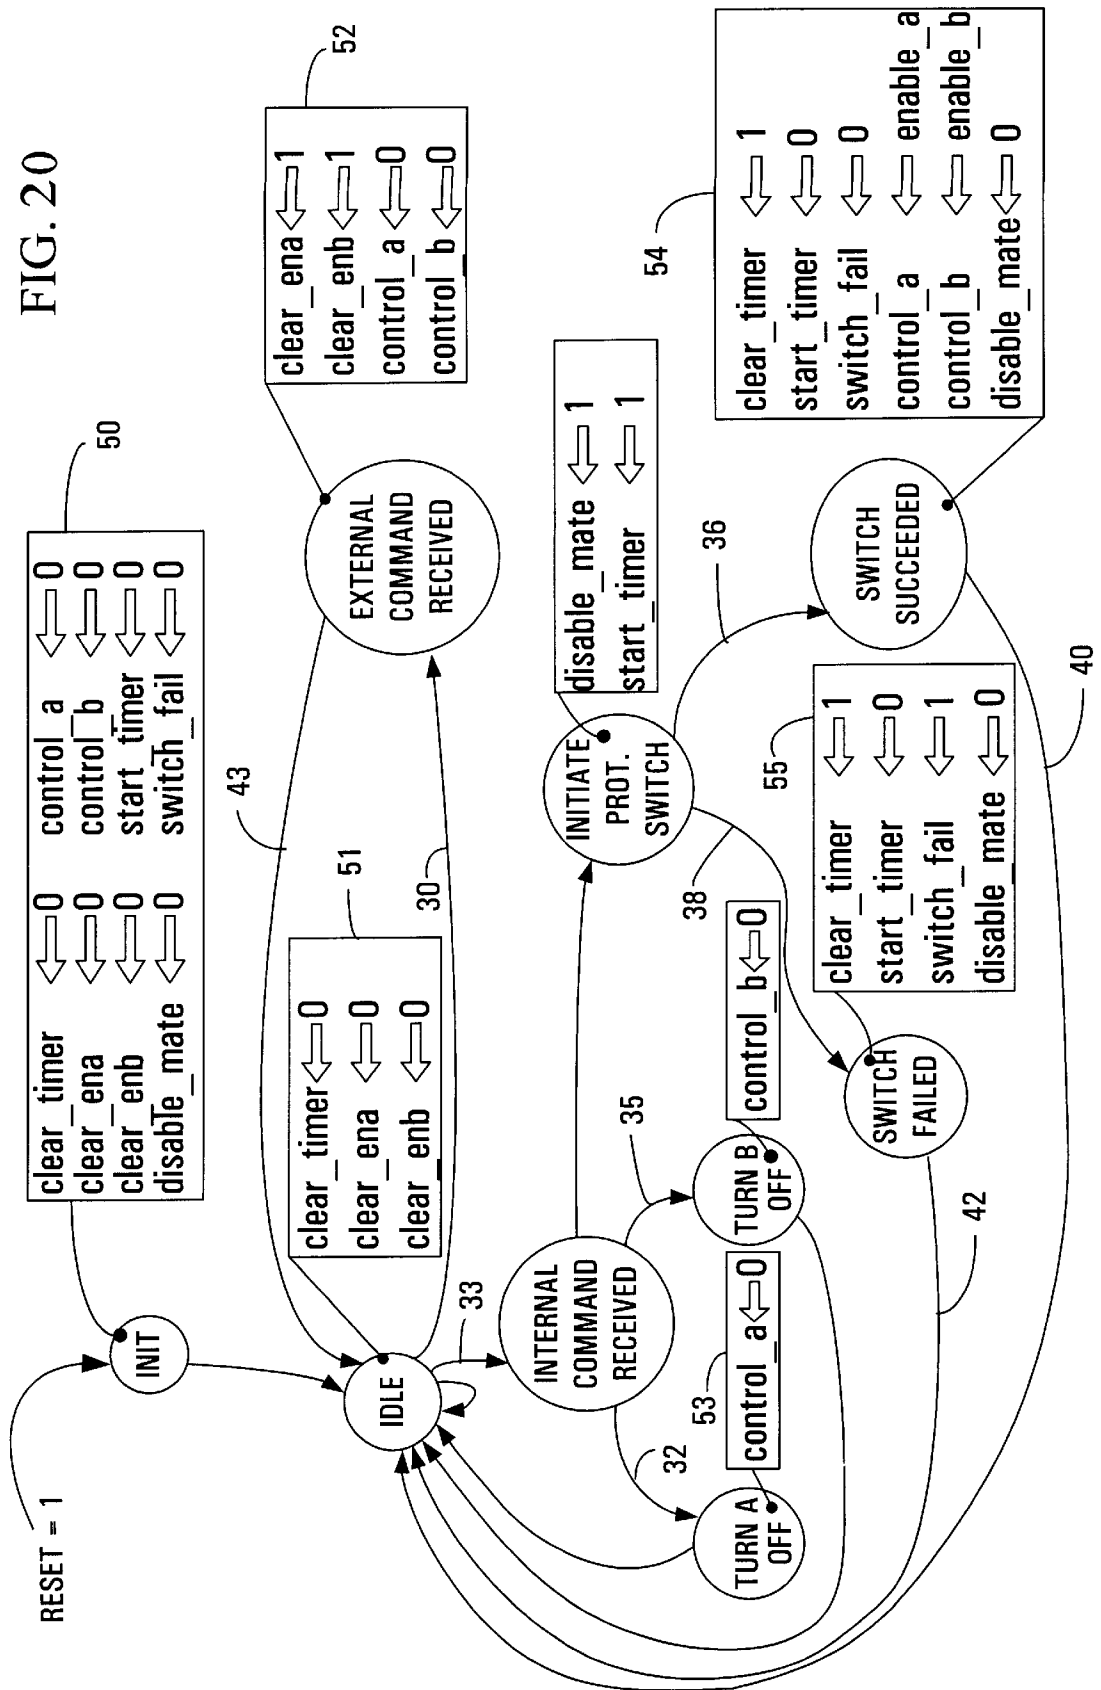 FIG. 20
RESET = 1
INIT
50
clear_timer ⇐ 0 control_a ⇐ 0
clear_ena ⇐ 0 control_b ⇐ 0
clear_enb ⇐ 0 start_timer ⇐ 0
disable_mate ⇐ 0 switch_fail ⇐ 0
43
52
clear_ena ⇐ 1
clear_enb ⇐ 1
control_a ⇐ 0
control_b ⇐ 0
EXTERNAL
COMMAND
RECEIVED
51
clear_timer ⇐ 0
clear_ena ⇐ 0
clear_enb ⇐ 0
30
IDLE
33
INTERNAL
COMMAND
RECEIVED
INITIATE
PROT.
SWITCH
disable_mate ⇐ 1
start_timer ⇐ 1
32
35
38
36
53
control_a ⇐ 0
TURN A
OFF
control_b ⇐ 0
TURN B
OFF
55
clear_timer ⇐ 1
start_timer ⇐ 0
switch_fail ⇐ 1
disable_mate ⇐ 0
SWITCH
FAILED
54
clear_timer ⇐ 1
start_timer ⇐ 0
switch_fail ⇐ 0
control_a ⇐ enable_a
control_b ⇐ enable_b
disable_mate ⇐ 0
SWITCH
SUCCEEDED
42
40